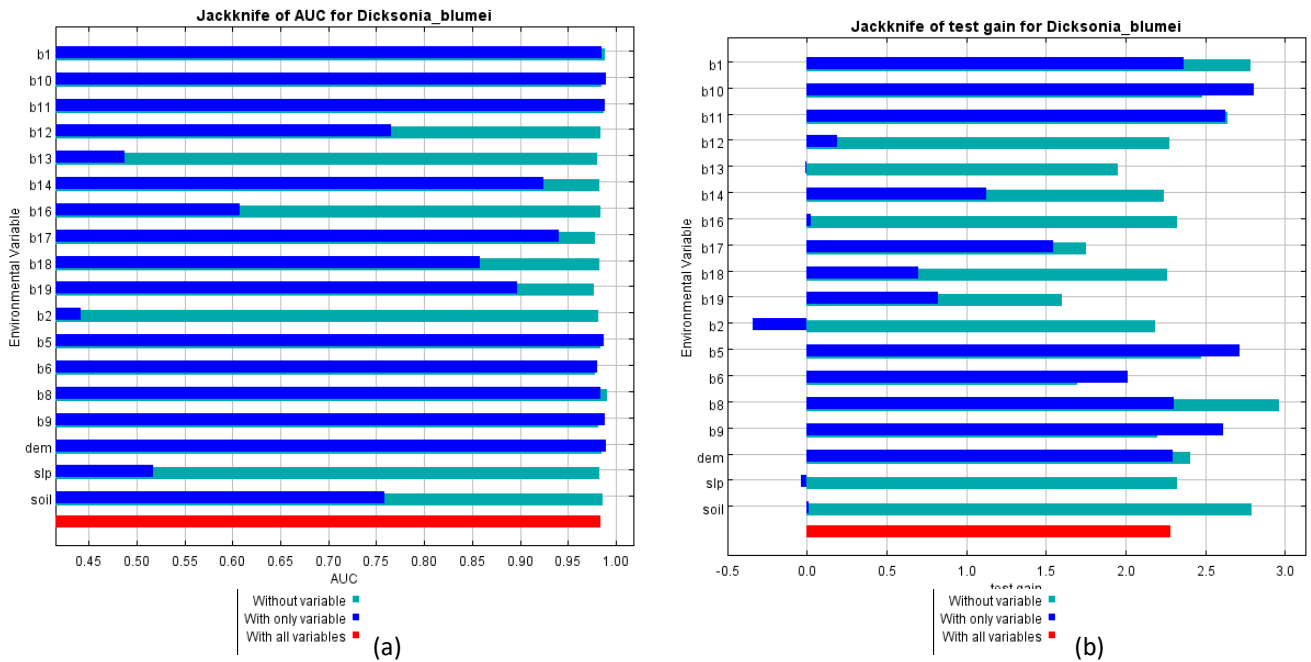 Jackknife of AUC for Dicksonia_blumei
Environmental Variable
b1
b10
b11
b12
b13
b14
b16
b17
b18
b19
b2
b5
b6
b8
b9
dem
slp
soil
0.45 0.50 0.55 0.60 0.65 0.70 0.75 0.80 0.85 0.90 0.95 1.00
AUC
Without variable
With only variable
With all variables
(a)
Jackknife of test gain for Dicksonia_blumei
Environmental Variable
b1
b10
b11
b12
b13
b14
b16
b17
b18
b19
b2
b5
b6
b8
b9
dem
slp
soil
-0.5 0.0 0.5 1.0 1.5 2.0 2.5 3.0
test gain
Without variable
With only variable
With all variables
(b)